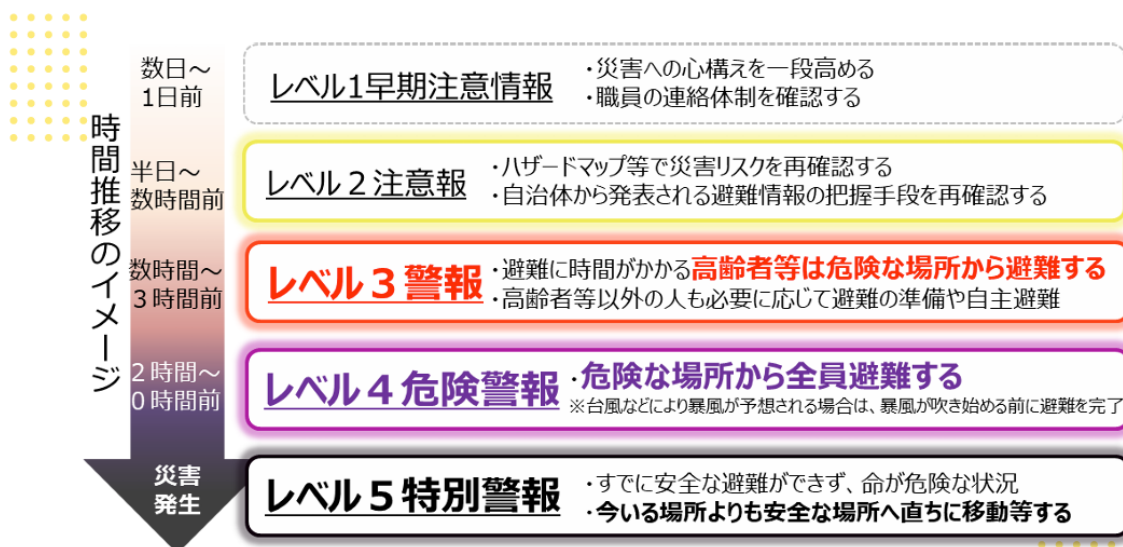 時間推移のイメージ
数日～
1日前
レベル1早期注意情報
・災害への心構えを一段高める
・職員の連絡体制を確認する
半日～
数時間前
レベル２注意報
・ハザードマップ等で災害リスクを再確認する
・自治体から発表される避難情報の把握手段を再確認する
数時間～
３時間前
レベル３警報
・避難に時間がかかる高齢者等は危険な場所から避難する
・高齢者等以外の人も必要に応じて避難の準備や自主避難
２時間～
０時間前
レベル４危険警報
・危険な場所から全員避難する
※台風などにより暴風が予想される場合は、暴風が吹き始める前に避難を完了
災害
発生
レベル５特別警報
・すでに安全な避難ができず、命が危険な状況
・今いる場所よりも安全な場所へ直ちに移動等する